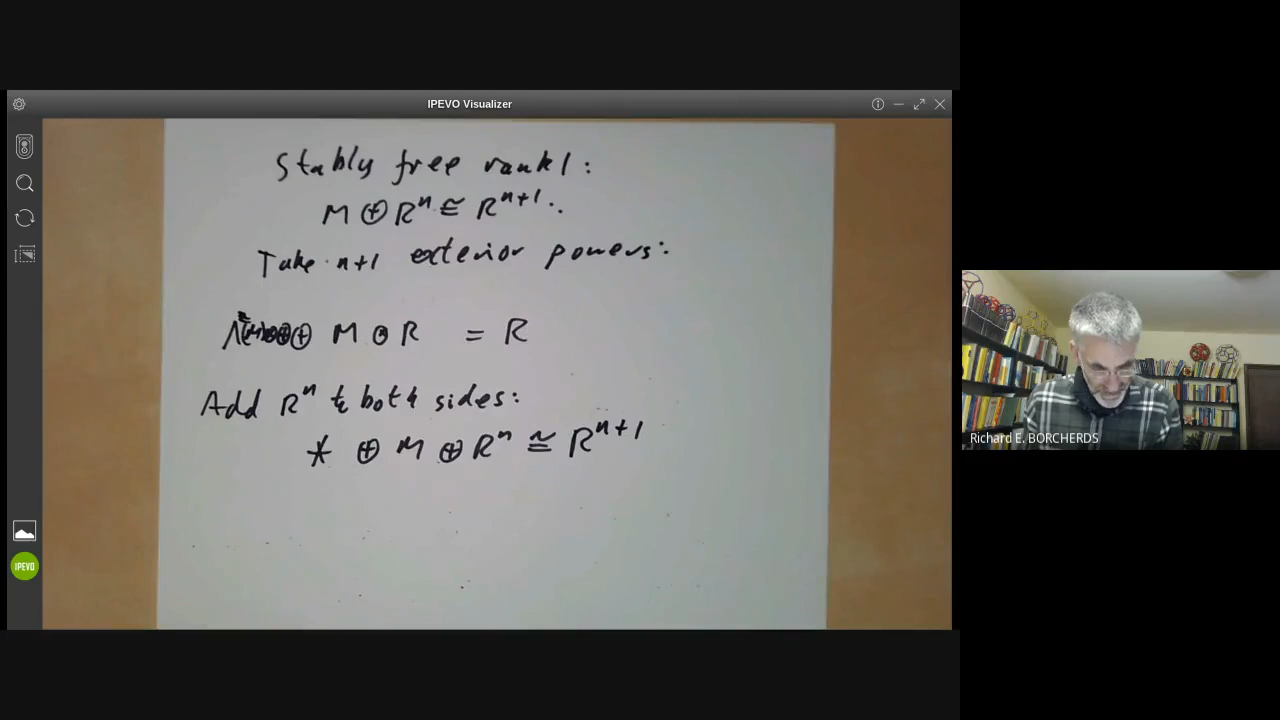 IPEVO Visualizer
Stably free rank 1:
M ⊕ Rⁿ ≅ Rⁿ⁺¹.
Take n+1 exterior powers:
⊕ M ⊗ R = R
Add Rⁿ to both sides:
* ⊕ M ⊕ Rⁿ ≅ Rⁿ⁺¹
IPEVO
Richard E. BORCHERDS